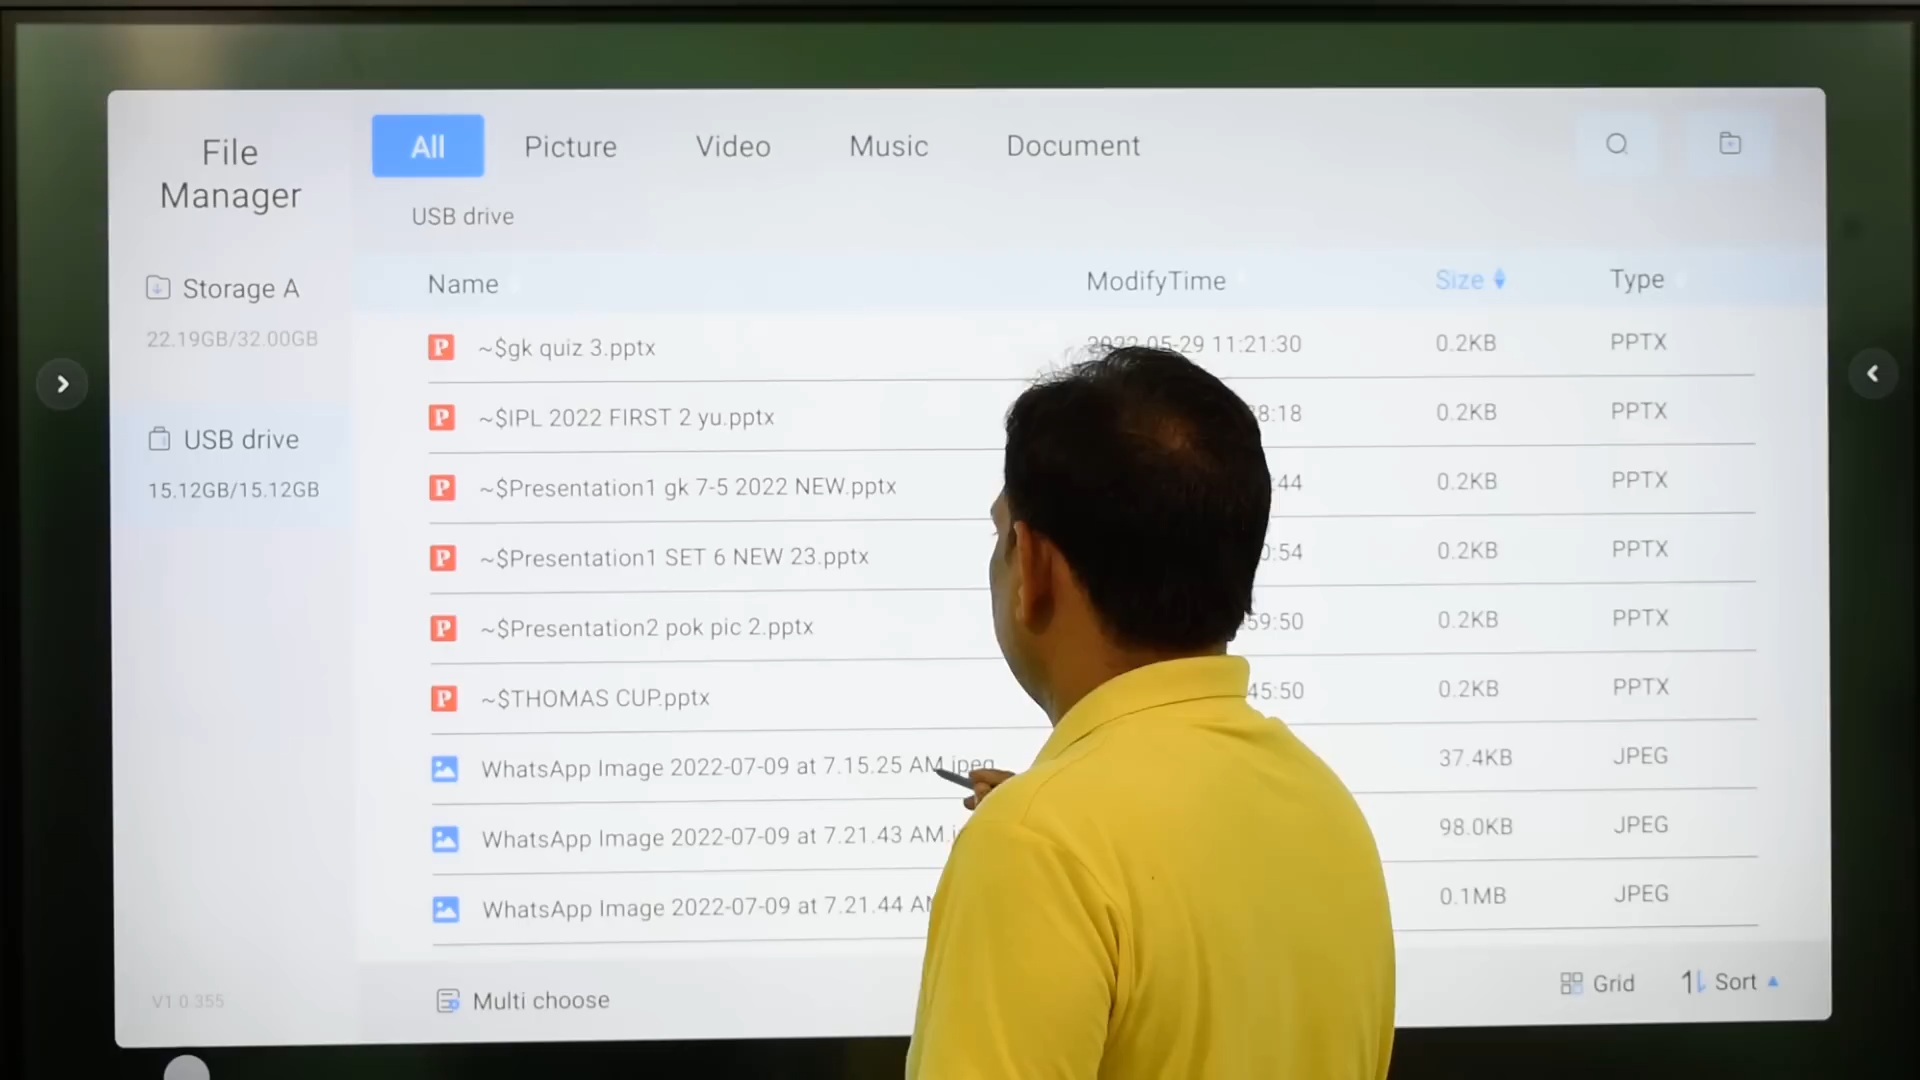 File
Manager
All
Picture
Video
Music
Document
USB drive
Storage A
22.19GB/32.00GB
USB drive
15.12GB/15.12GB
V1.0.355
Name
ModifyTime
Size
Type
~$gk quiz 3.pptx
2022-05-29 11:21:30
0.2KB
PPTX
~$IPL 2022 FIRST 2 yu.pptx
8:18
0.2KB
PPTX
~$Presentation1 gk 7-5 2022 NEW.pptx
:44
0.2KB
PPTX
~$Presentation1 SET 6 NEW 23.pptx
0:54
0.2KB
PPTX
~$Presentation2 pok pic 2.pptx
59:50
0.2KB
PPTX
~$THOMAS CUP.pptx
45:50
0.2KB
PPTX
WhatsApp Image 2022-07-09 at 7.15.25 AM.jpeg
37.4KB
JPEG
WhatsApp Image 2022-07-09 at 7.21.43 AM
98.0KB
JPEG
WhatsApp Image 2022-07-09 at 7.21.44 AM
0.1MB
JPEG
Multi choose
Grid
Sort